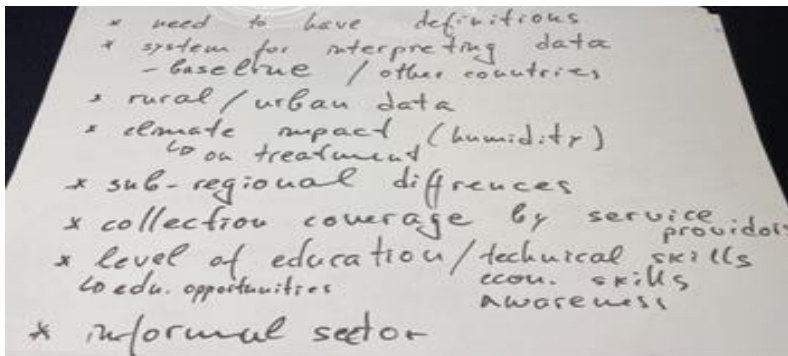 * need to have definitions
* system for interpreting data
- baseline / other countries
* rural / urban data
* climate impact (humidity)
↳ on treatment
* sub-regional diffrences
* collection coverage by service providors
* level of education / technical skills
↳ edu. opportunities econ. skills
awareness
* informal sector